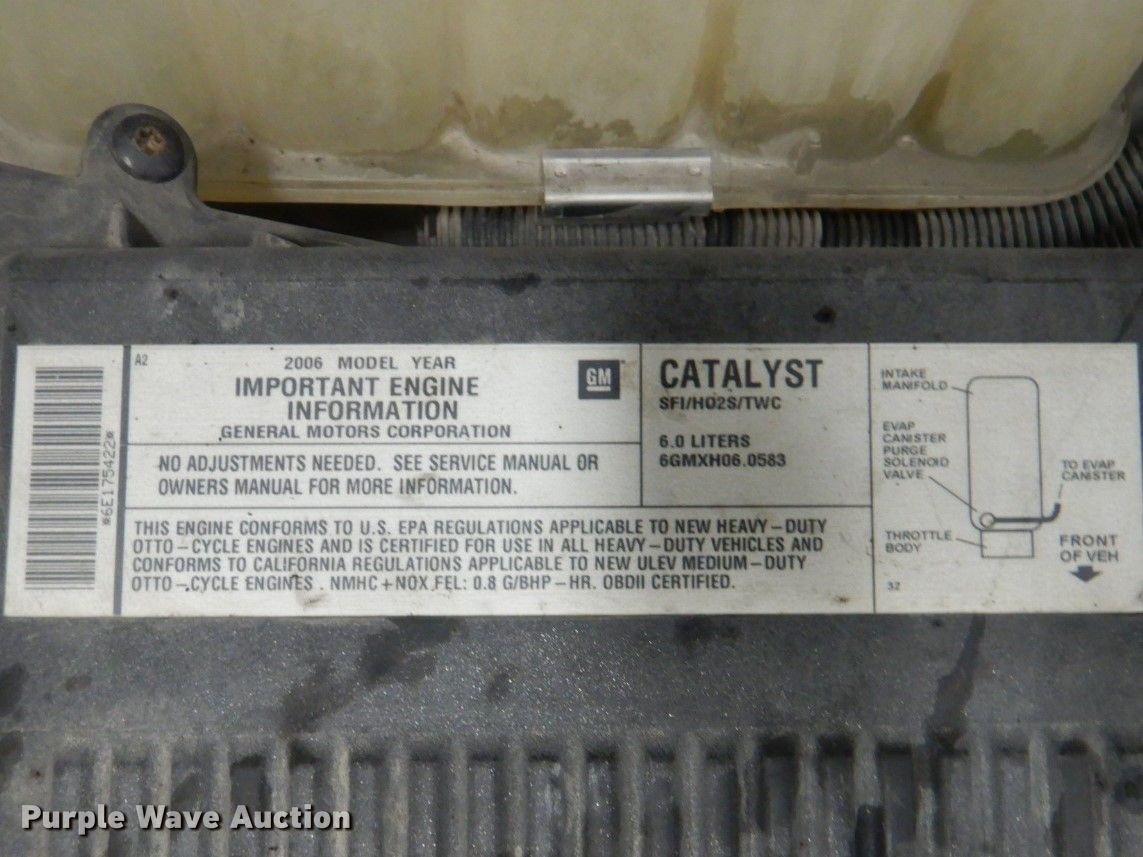 *6E175422*
A2
2006 MODEL YEAR
IMPORTANT ENGINE
INFORMATION
GENERAL MOTORS CORPORATION
GM
NO ADJUSTMENTS NEEDED. SEE SERVICE MANUAL OR
OWNERS MANUAL FOR MORE INFORMATION.
CATALYST
SFI/HO2S/TWC
6.0 LITERS
6GMXH06.0583
THIS ENGINE CONFORMS TO U.S. EPA REGULATIONS APPLICABLE TO NEW HEAVY-DUTY
OTTO-CYCLE ENGINES AND IS CERTIFIED FOR USE IN ALL HEAVY-DUTY VEHICLES AND
CONFORMS TO CALIFORNIA REGULATIONS APPLICABLE TO NEW ULEV MEDIUM-DUTY
OTTO-CYCLE ENGINES. NMHC+NOX FEL: 0.8 G/BHP-HR. OBDII CERTIFIED.
INTAKE
MANIFOLD
EVAP
CANISTER
PURGE
SOLENOID
VALVE
TO EVAP
CANISTER
THROTTLE
BODY
FRONT
OF VEH
32
Purple Wave Auction